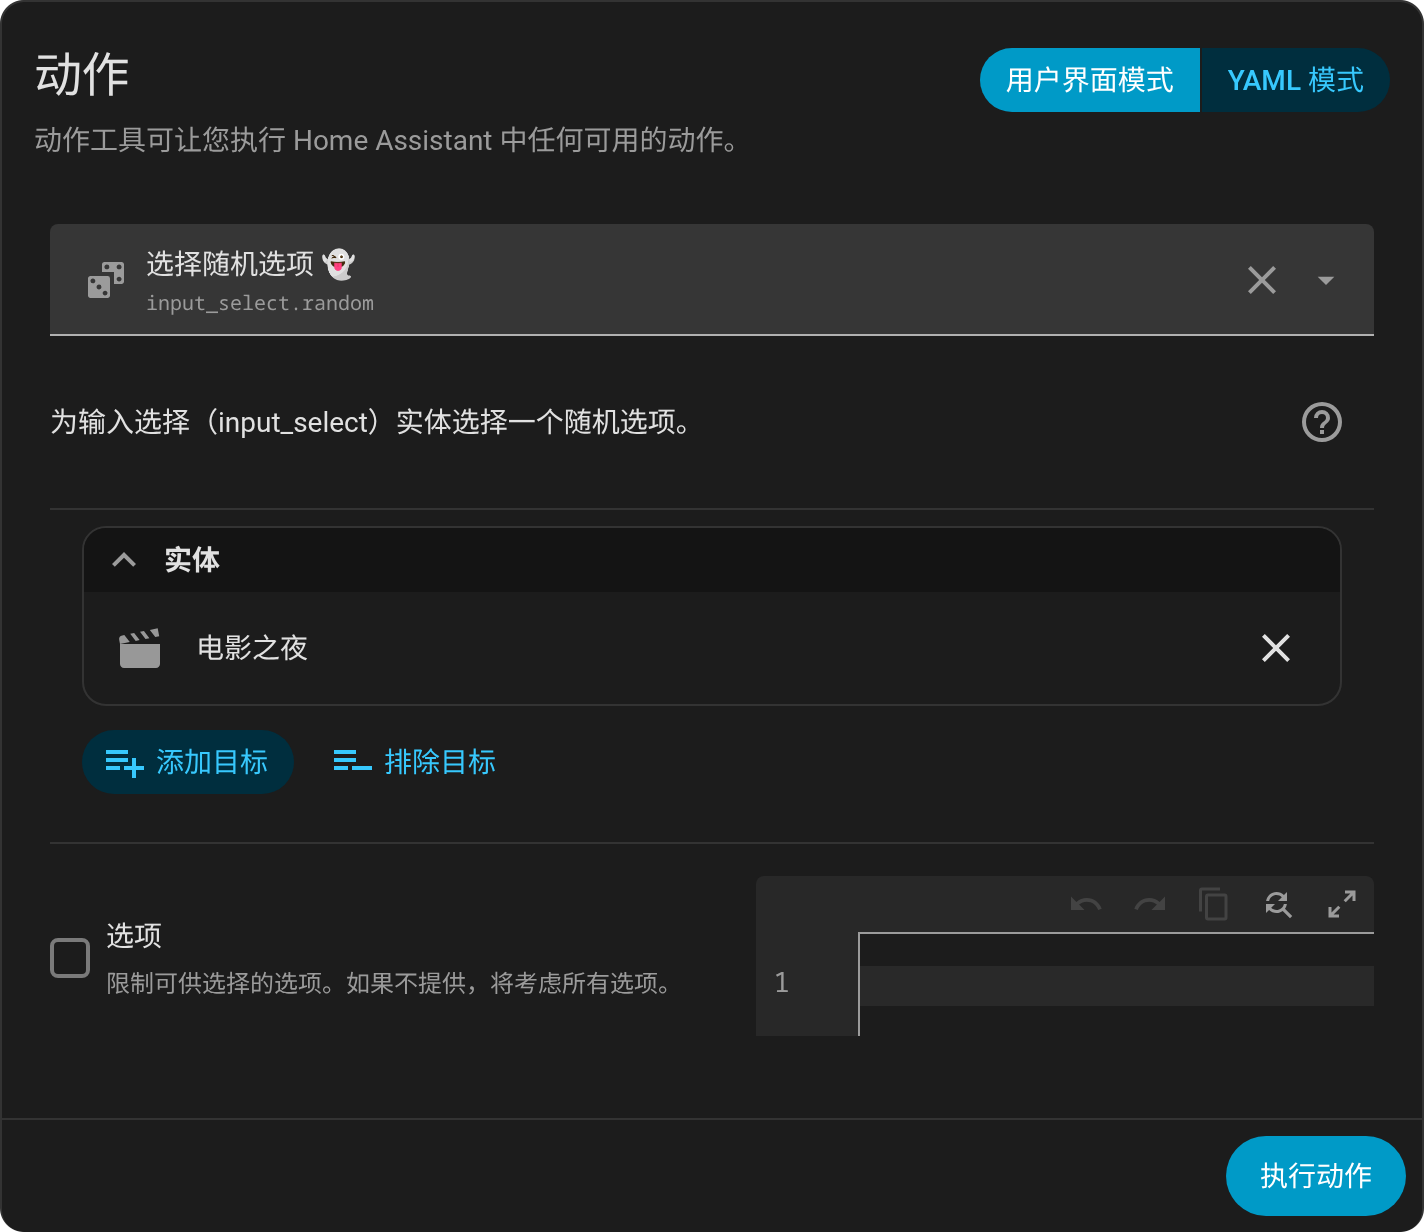 动作
用户界面模式
YAML 模式
动作工具可让您执行 Home Assistant 中任何可用的动作。
选择随机选项 👻
input_select.random
为输入选择（input_select）实体选择一个随机选项。
实体
电影之夜
添加目标
排除目标
选项
限制可供选择的选项。如果不提供，将考虑所有选项。
1
执行动作